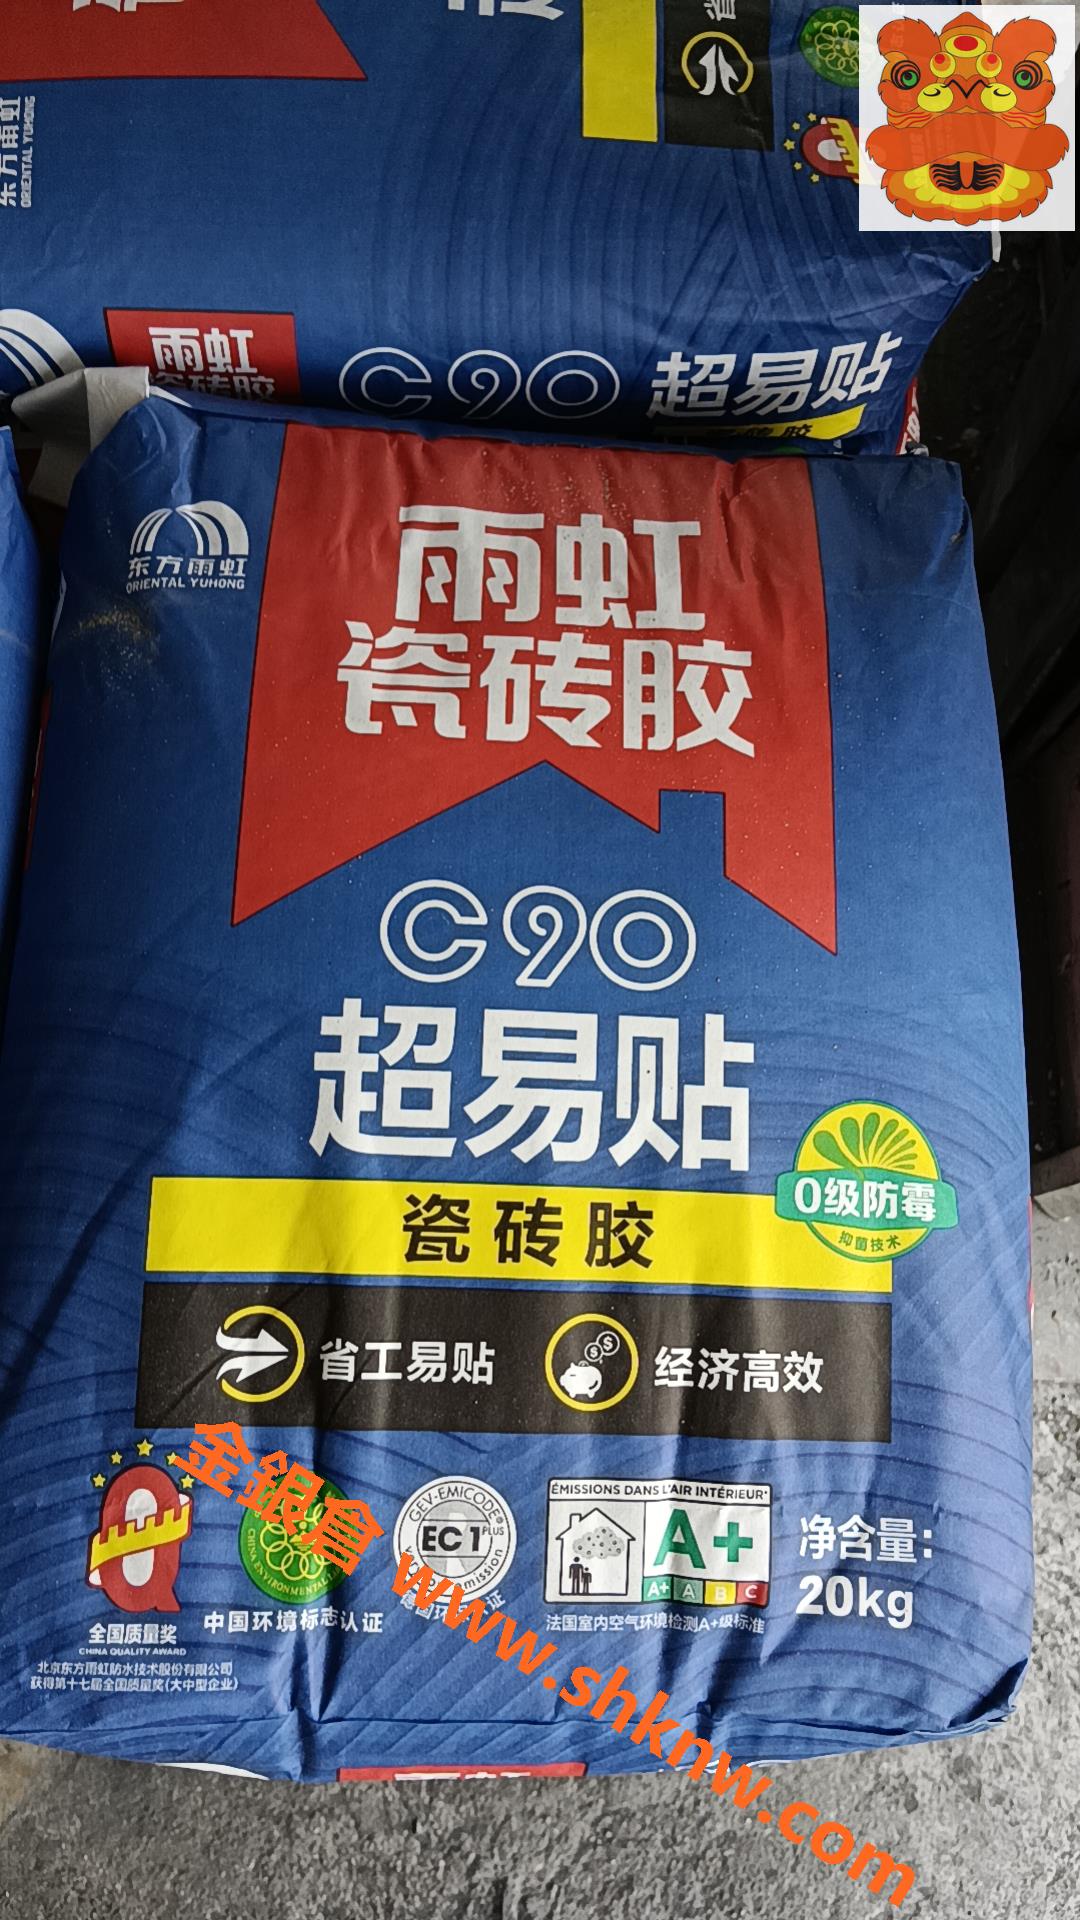 东方雨虹
ORIENTAL YUHONG
雨虹
瓷砖胶
C90 超易贴
瓷砖胶
东方雨虹
ORIENTAL YUHONG
雨虹
瓷砖胶
C90
超易贴
瓷砖胶
0级防霉
抑菌技术
省工易贴
经济高效
全国质量奖
CHINA QUALITY AWARD
北京东方雨虹防水技术股份有限公司
获得第十七届全国质量奖(大中型企业)
中国环境标志认证
GEV-EMICODE®
EC1PLUS
ÉMISSIONS DANS L'AIR INTÉRIEUR*
A+
A+ A B C
法国室内空气环境检测A+级标准
净含量:
20kg
金銀倉 www.shknw.com